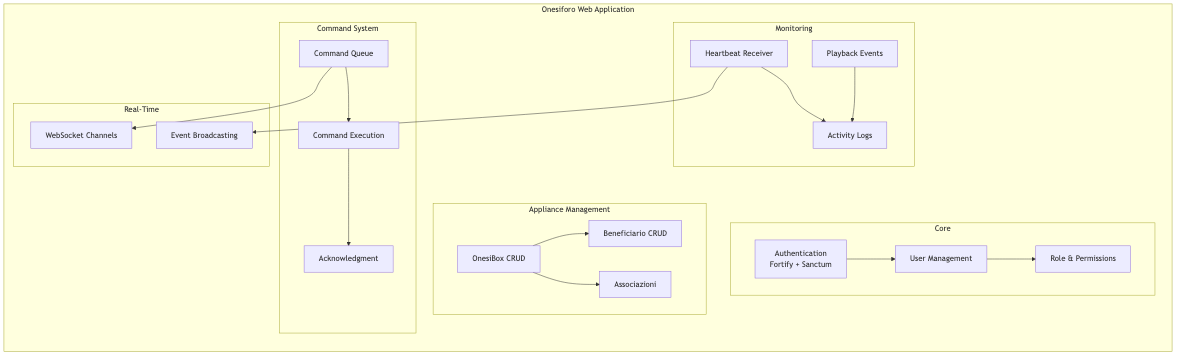 Onesiforo Web Application
Command System
Command Queue
Command Execution
Acknowledgment
Monitoring
Heartbeat Receiver
Playback Events
Activity Logs
Real-Time
WebSocket Channels
Event Broadcasting
Appliance Management
OnesiBox CRUD
Beneficiario CRUD
Associazioni
Core
Authentication
Fortify + Sanctum
User Management
Role & Permissions